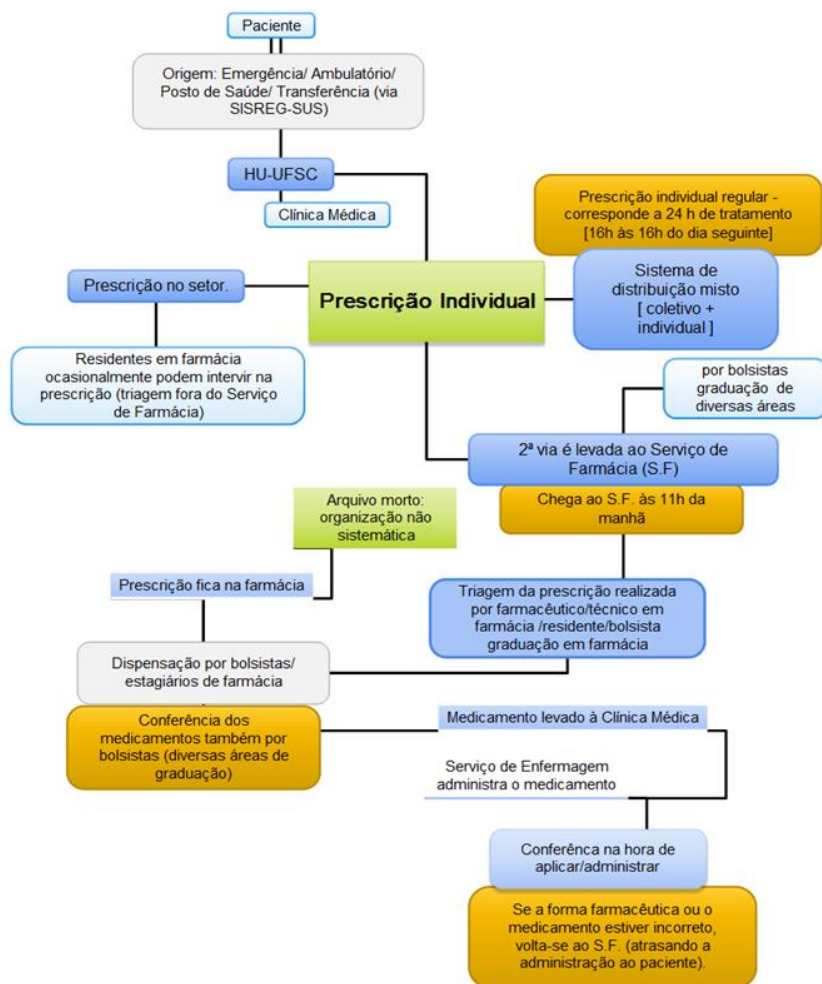 Paciente
Origem: Emergência/ Ambulatório/
Posto de Saúde/ Transferência (via
SISREG-SUS)
HU-UFSC
Clínica Médica
Prescrição individual regular -
corresponde a 24 h de tratamento
[16h às 16h do dia seguinte]
Prescrição no setor.
Prescrição Individual
Sistema de
distribuição misto
[ coletivo +
individual ]
Residentes em farmácia
ocasionalmente podem intervir na
prescrição (triagem fora do Serviço
de Farmácia)
por bolsistas
graduação de
diversas áreas
2ª via é levada ao Serviço de
Farmácia (S.F)
Chega ao S.F. às 11h da
manhã
Arquivo morto:
organização não
sistemática
Prescrição fica na farmácia
Triagem da prescrição realizada
por farmacêutico/técnico em
farmácia /residente/bolsista
graduação em farmácia
Dispensação por bolsistas/
estagiários de farmácia
Conferência dos
medicamentos também por
bolsistas (diversas áreas de
graduação)
Medicamento levado à Clínica Médica
Serviço de Enfermagem
administra o medicamento
Conferênca na hora de
aplicar/administrar
Se a forma farmacêutica ou o
medicamento estiver incorreto,
volta-se ao S.F. (atrasando a
administração ao paciente).